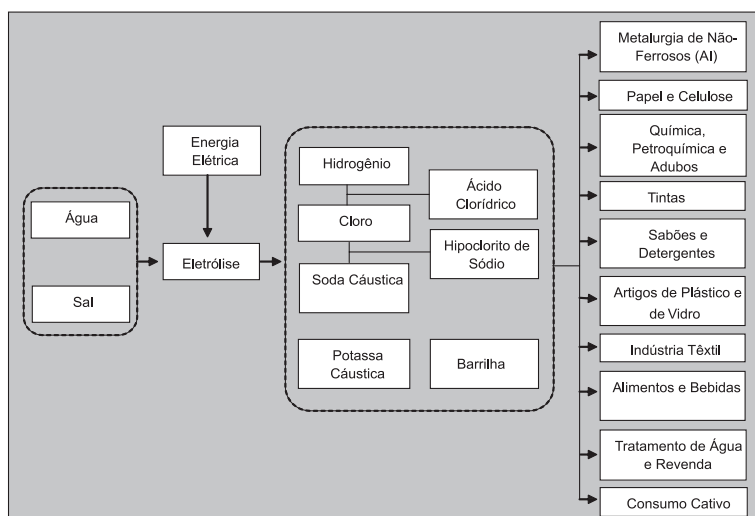 Água
Sal
Energia
Elétrica
Eletrólise
Hidrogênio
Ácido
Clorídrico
Cloro
Hipoclorito de
Sódio
Soda Cáustica
Potassa
Cáustica
Barrilha
Metalurgia de Não-
Ferrosos (AI)
Papel e Celulose
Química,
Petroquímica e
Adubos
Tintas
Sabões e
Detergentes
Artigos de Plástico e
de Vidro
Indústria Têxtil
Alimentos e Bebidas
Tratamento de Água
e Revenda
Consumo Cativo